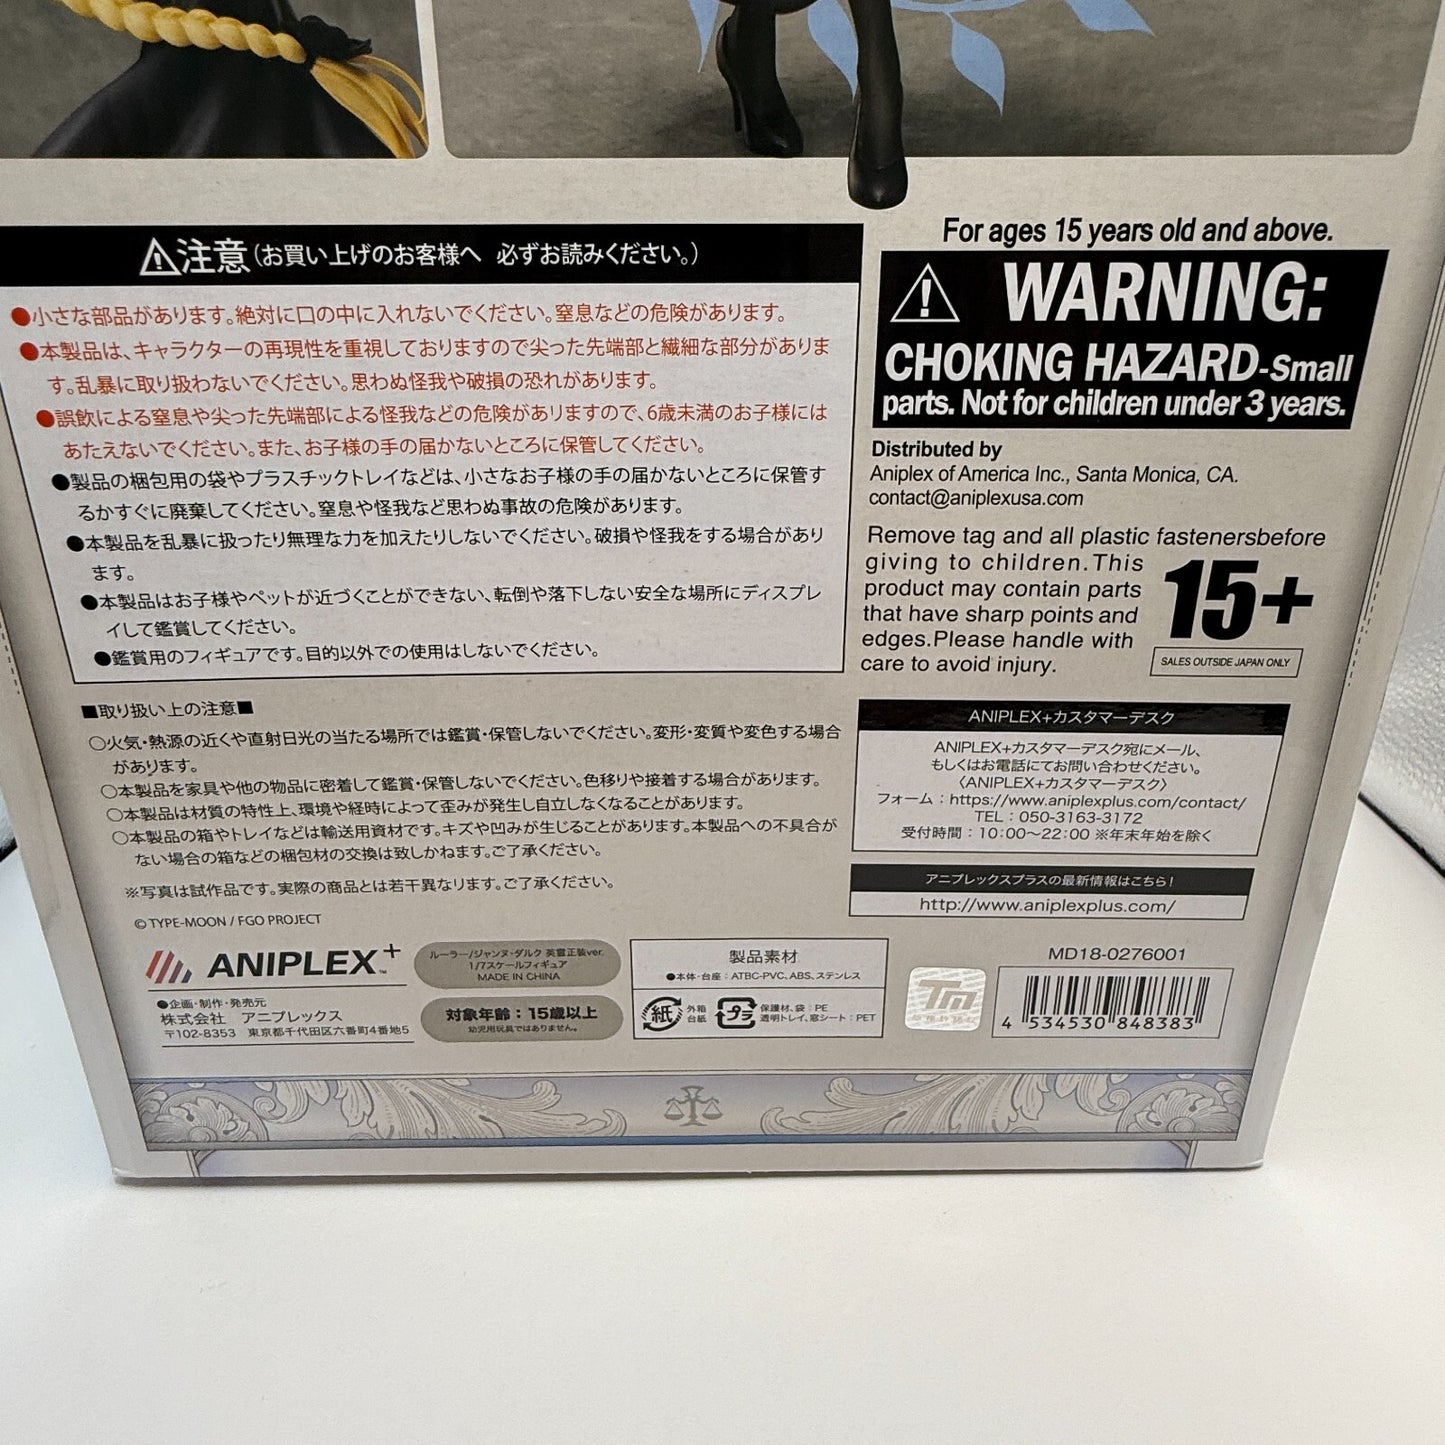 ⚠注意(お買い上げのお客様へ 必ずお読みください。)
●小さな部品があります。絶対に口の中に入れないでください。窒息などの危険があります。
●本製品は、キャラクターの再現性を重視しておりますので尖った先端部と繊細な部分がありま
す。乱暴に取り扱わないでください。思わぬ怪我や破損の恐れがあります。
●誤飲による窒息や尖った先端部による怪我などの危険がありますので、6歳未満のお子様には
あたえないでください。また、お子様の手の届かないところに保管してください。
●製品の梱包用の袋やプラスチックトレイなどは、小さなお子様の手の届かないところに保管す
るかすぐに廃棄してください。窒息や怪我など思わぬ事故の危険があります。
●本製品を乱暴に扱ったり無理な力を加えたりしないでください。破損や怪我をする場合があり
ます。
●本製品はお子様やペットが近づくことができない、転倒や落下しない安全な場所にディスプレ
イして鑑賞してください。
●鑑賞用のフィギュアです。目的以外での使用はしないでください。
■取り扱い上の注意■
○火気・熱源の近くや直射日光の当たる場所では鑑賞・保管しないでください。変形・変質や変色する場合
があります。
○本製品を家具や他の物品に密着して鑑賞・保管しないでください。色移りや接着する場合があります。
○本製品は材質の特性上、環境や経時によって歪みが発生し自立しなくなることがあります。
○本製品の箱やトレイなどは輸送用資材です。キズや凹みが生じることがあります。本製品への不具合が
ない場合の箱などの梱包材の交換は致しかねます。ご了承ください。
※写真は試作品です。実際の商品とは若干異なります。ご了承ください。
© TYPE-MOON / FGO PROJECT
ANIPLEX+™
●企画・制作・発売元
株式会社 アニプレックス
〒102-8353 東京都千代田区六番町4番地5
ルーラー/ジャンヌ・ダルク 英霊正装ver.
1/7スケールフィギュア
MADE IN CHINA
対象年齢：15歳以上
幼児用玩具ではありません。
製品素材
●本体・台座：ATBC-PVC、ABS、ステンレス
紙
外箱
台紙
プラ
保護材、袋：PE
透明トレイ、窓シート：PET
For ages 15 years old and above.
WARNING:
CHOKING HAZARD-Small
parts. Not for children under 3 years.
Distributed by
Aniplex of America Inc., Santa Monica, CA.
contact@aniplexusa.com
Remove tag and all plastic fastenersbefore
giving to children.This
product may contain parts
that have sharp points and
edges.Please handle with
care to avoid injury.
15+
SALES OUTSIDE JAPAN ONLY
ANIPLEX+カスタマーデスク
ANIPLEX+カスタマーデスク宛にメール、
もしくはお電話にてお問い合わせください。
〈ANIPLEX+カスタマーデスク〉
フォーム：https://www.aniplexplus.com/contact/
TEL：050-3163-3172
受付時間：10:00〜22:00 ※年末年始を除く
アニプレックスプラスの最新情報はこちら！
http://www.aniplexplus.com/
MD18-0276001
TM
4 534530 848383